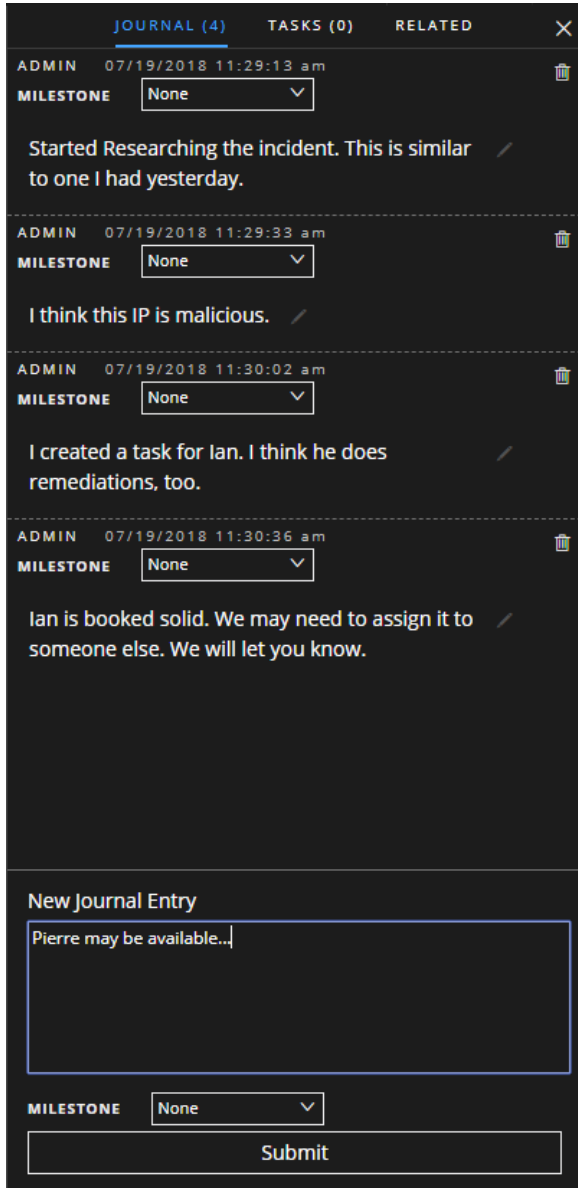 JOURNAL (4) TASKS (0) RELATED
ADMIN 07/19/2018 11:29:13 am
MILESTONE None
Started Researching the incident. This is similar
to one I had yesterday.
ADMIN 07/19/2018 11:29:33 am
MILESTONE None
I think this IP is malicious.
ADMIN 07/19/2018 11:30:02 am
MILESTONE None
I created a task for Ian. I think he does
remediations, too.
ADMIN 07/19/2018 11:30:36 am
MILESTONE None
Ian is booked solid. We may need to assign it to
someone else. We will let you know.
New Journal Entry
Pierre may be available...
MILESTONE None
Submit